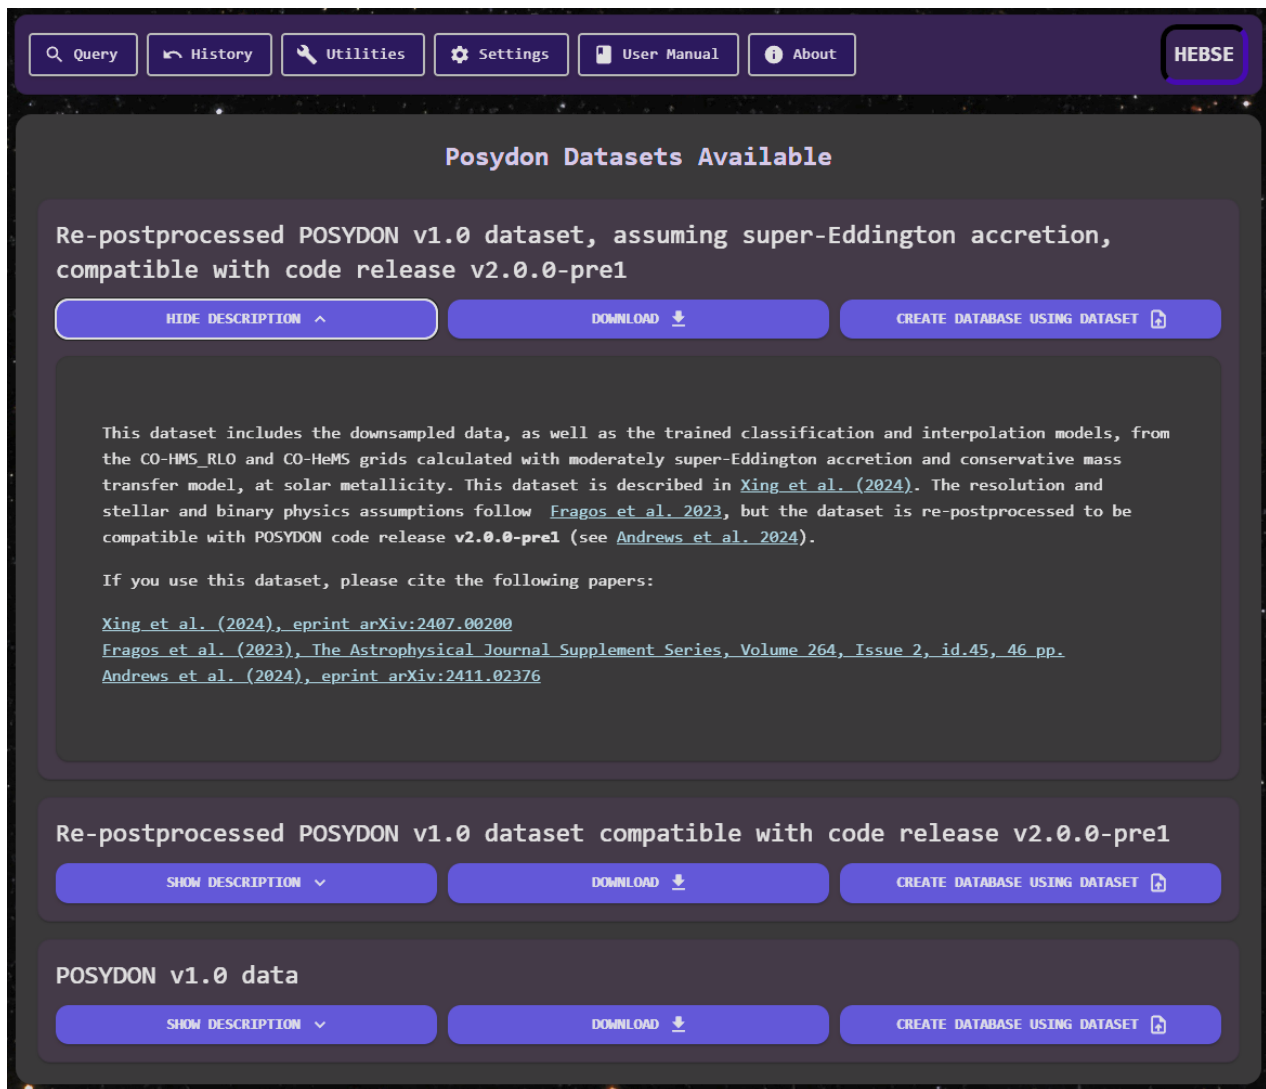 Query History Utilities Settings User Manual About HEBSE
Posydon Datasets Available
Re-postprocessed POSYDON v1.0 dataset, assuming super-Eddington accretion,
compatible with code release v2.0.0-pre1
HIDE DESCRIPTION DOWNLOAD CREATE DATABASE USING DATASET
This dataset includes the downsampled data, as well as the trained classification and interpolation models, from
the CO-HMS_RLO and CO-HeMS grids calculated with moderately super-Eddington accretion and conservative mass
transfer model, at solar metallicity. This dataset is described in Xing et al. (2024). The resolution and
stellar and binary physics assumptions follow Fragos et al. 2023, but the dataset is re-postprocessed to be
compatible with POSYDON code release v2.0.0-pre1 (see Andrews et al. 2024).
If you use this dataset, please cite the following papers:
Xing et al. (2024), eprint arXiv:2407.00200
Fragos et al. (2023), The Astrophysical Journal Supplement Series, Volume 264, Issue 2, id.45, 46 pp.
Andrews et al. (2024), eprint arXiv:2411.02376
Re-postprocessed POSYDON v1.0 dataset compatible with code release v2.0.0-pre1
SHOW DESCRIPTION DOWNLOAD CREATE DATABASE USING DATASET
POSYDON v1.0 data
SHOW DESCRIPTION DOWNLOAD CREATE DATABASE USING DATASET